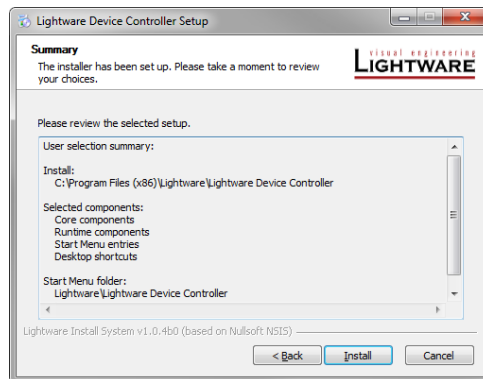 Lightware Device Controller Setup
Summary
The installer has been set up. Please take a moment to review
your choices.
visual engineering
LIGHTWARE
Please review the selected setup.
User selection summary:
Install:
C:\Program Files (x86)\Lightware\Lightware Device Controller
Selected components:
Core components
Runtime components
Start Menu entries
Desktop shortcuts
Start Menu folder:
Lightware\Lightware Device Controller
Lightware Install System v1.0.4b0 (based on Nullsoft NSIS)
< Back
Install
Cancel